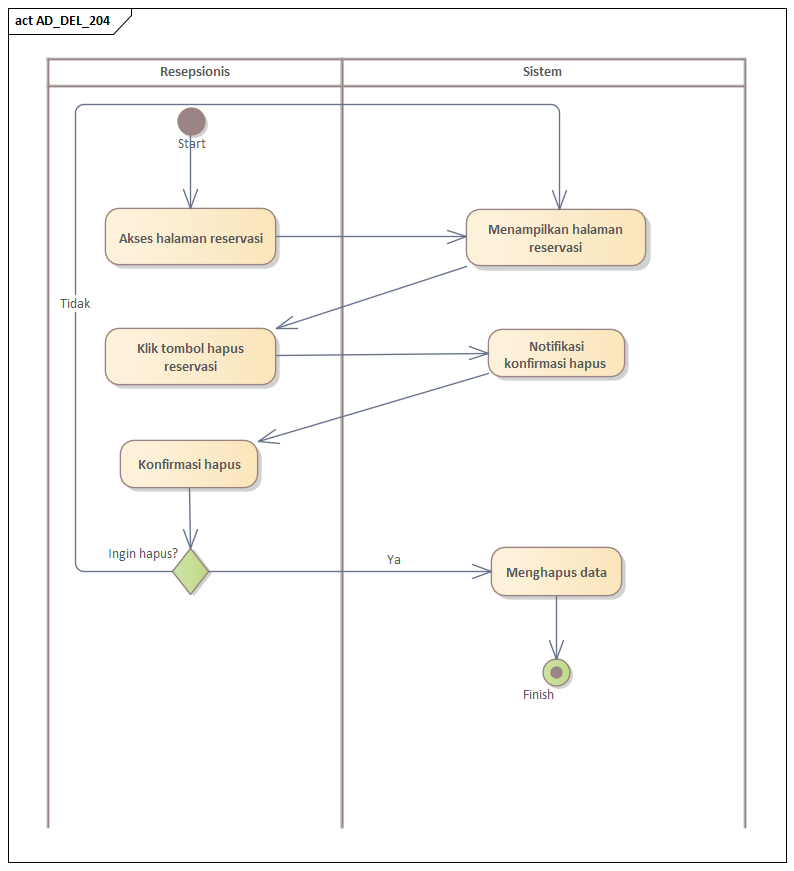 act AD_DEL_204
Resepsionis
Sistem
Start
Akses halaman reservasi
Menampilkan halaman
reservasi
Tidak
Klik tombol hapus
reservasi
Notifikasi
konfirmasi hapus
Konfirmasi hapus
Ingin hapus?
Ya
Menghapus data
Finish